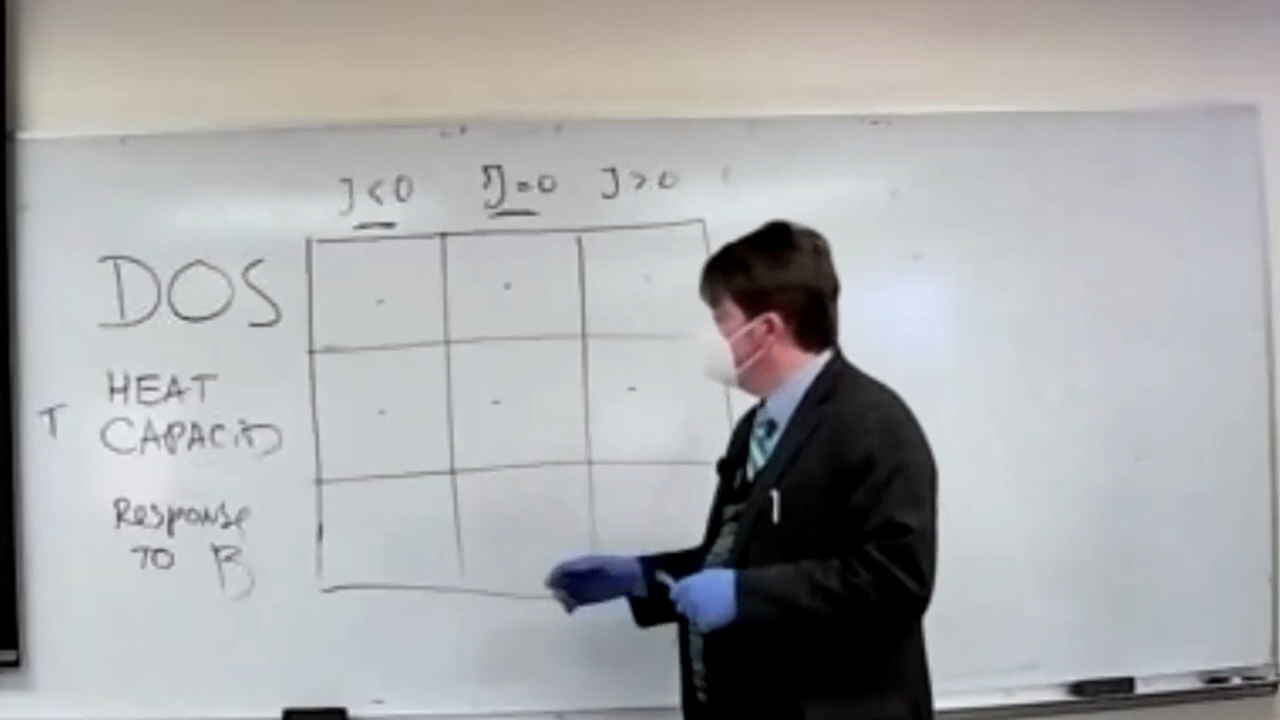 J < 0 J = 0 J > 0
DOS
HEAT
T CAPACITY
Response
TO B